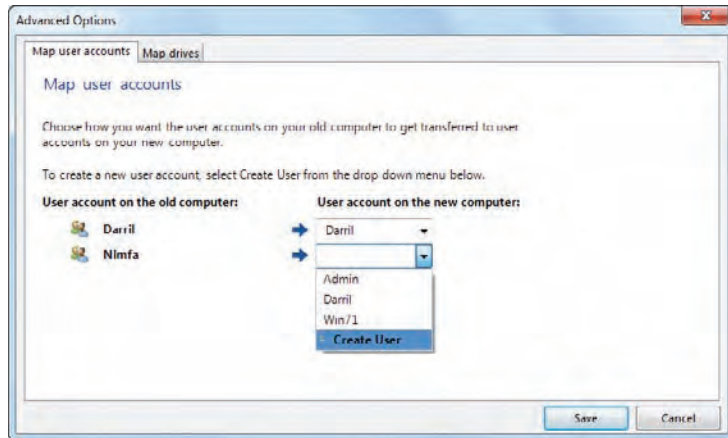 Advanced Options
Map user accounts Map drives
Map user accounts
Choose how you want the user accounts on your old computer to get transferred to user
accounts on your new computer.
To create a new user account, select Create User from the drop down menu below.
User account on the old computer: User account on the new computer:
Darril Darril
Nimfa
Admin
Darril
Win71
Create User
Save Cancel